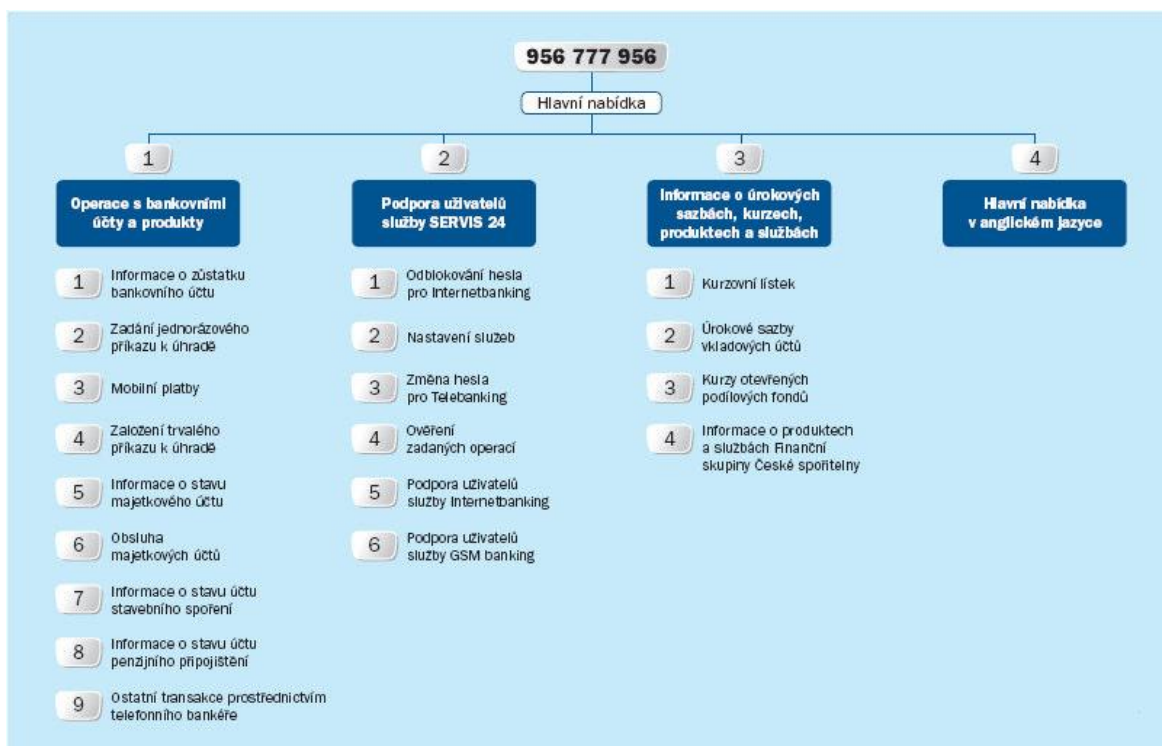 956 777 956
Hlavní nabídka
1
Operace s bankovními
účty a produkty
1
Informace o zůstatku
bankovního účtu
2
Zadání jednorázového
příkazu k úhradě
3
Mobilní platby
4
Založení trvalého
příkazu k úhradě
5
Informace o stavu
majetkového účtu
6
Obsluha
majetkových účtů
7
Informace o stavu účtu
stavebního spoření
8
Informace o stavu účtu
penzijního připojištění
9
Ostatní transakce prostřednictvím
telefonního bankéře
2
Podpora uživatelů
služby SERVIS 24
1
Odblokování hesla
pro Internetbanking
2
Nastavení služeb
3
Změna hesla
pro Telebanking
4
Ověření
zadaných operací
5
Podpora uživatelů
služby Internetbanking
6
Podpora uživatelů
služby GSM banking
3
Informace o úrokových
sazbách, kurzech,
produktech a službách
1
Kurzovní lístek
2
Úrokové sazby
vkladových účtů
3
Kurzy otevřených
podílových fondů
4
Informace o produktech
a službách Finanční
skupiny České spořitelny
4
Hlavní nabídka
v anglickém jazyce